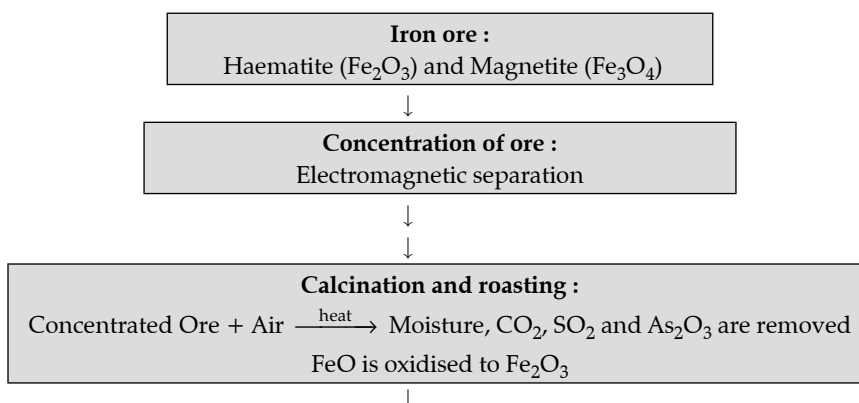 Iron ore :
Haematite (Fe₂O₃) and Magnetite (Fe₃O₄)
↓
Concentration of ore :
Electromagnetic separation
↓
↓
Calcination and roasting :
Concentrated Ore + Air —heat→ Moisture, CO₂, SO₂ and As₂O₃ are removed
FeO is oxidised to Fe₂O₃